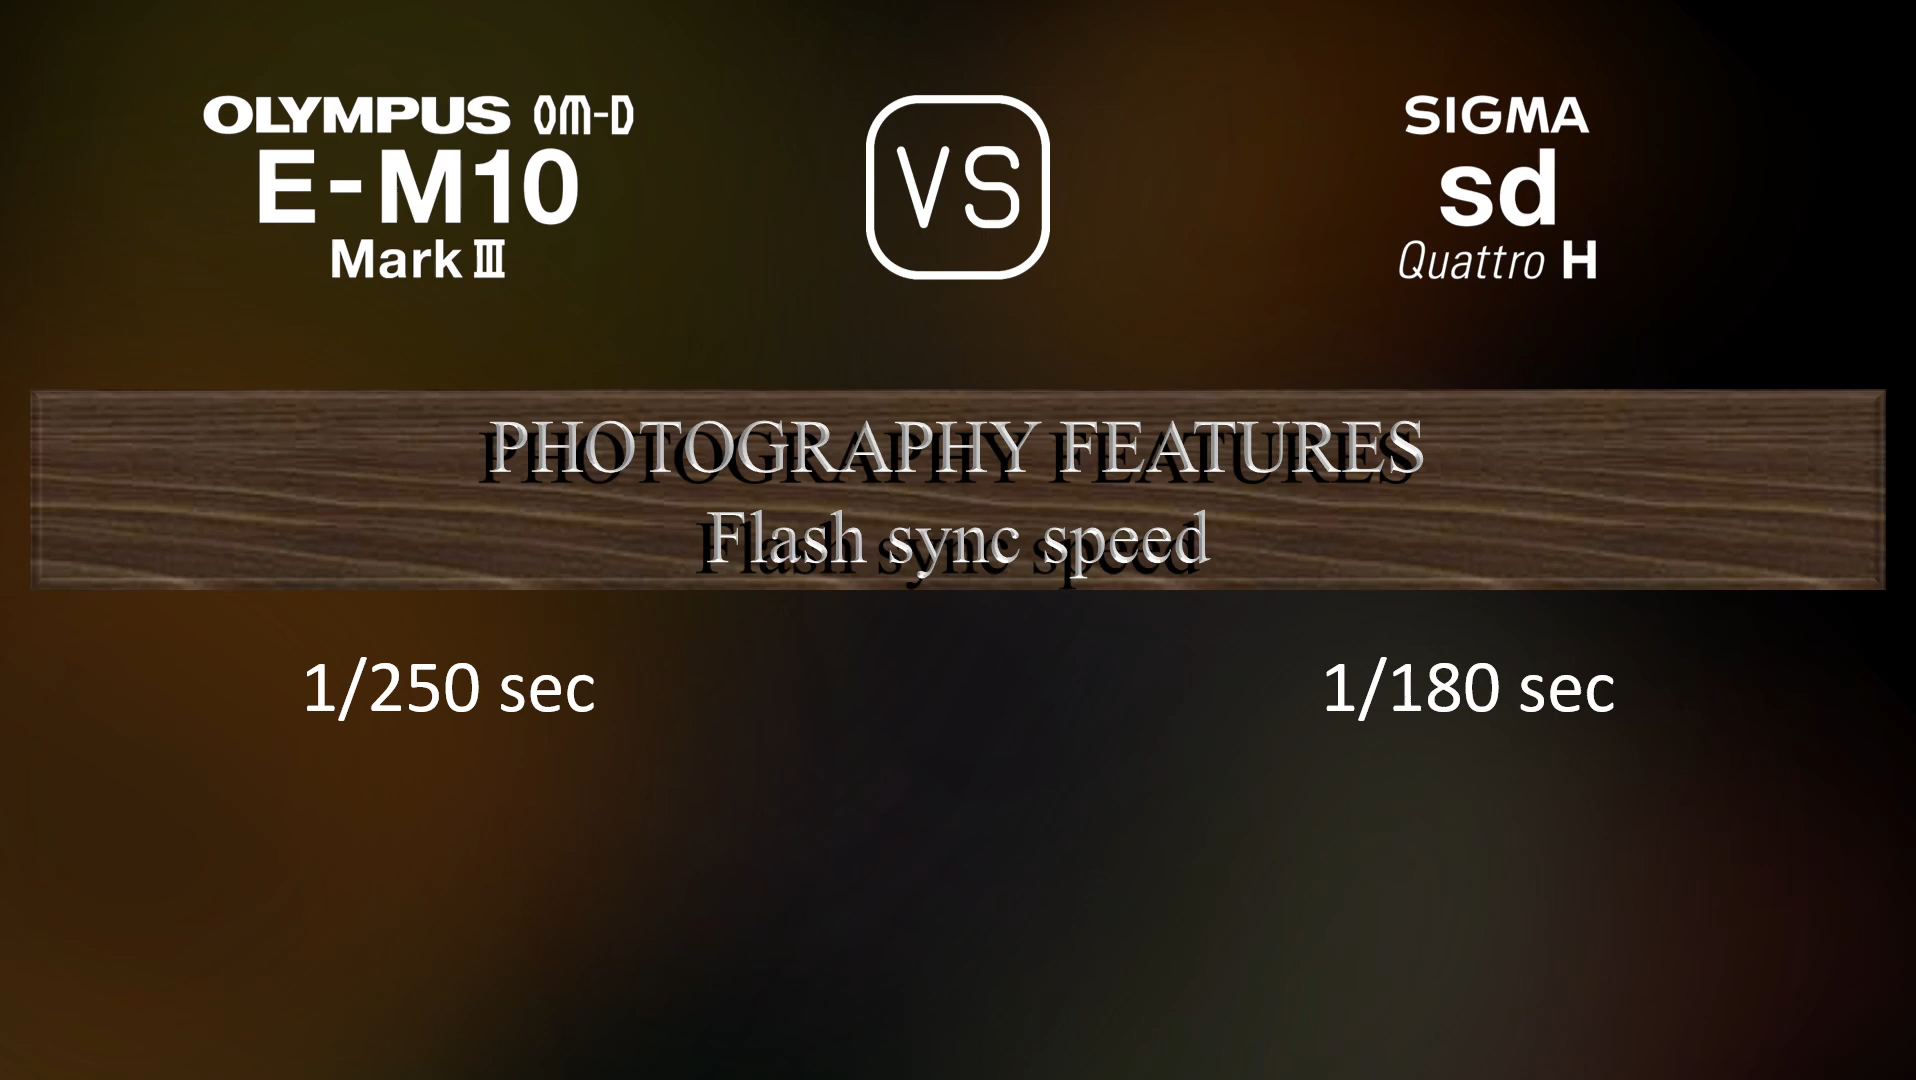 OLYMPUS OM-D
E-M10
Mark III
VS
SIGMA
sd
Quattro H
PHOTOGRAPHY FEATURES
Flash sync speed
1/250 sec
1/180 sec